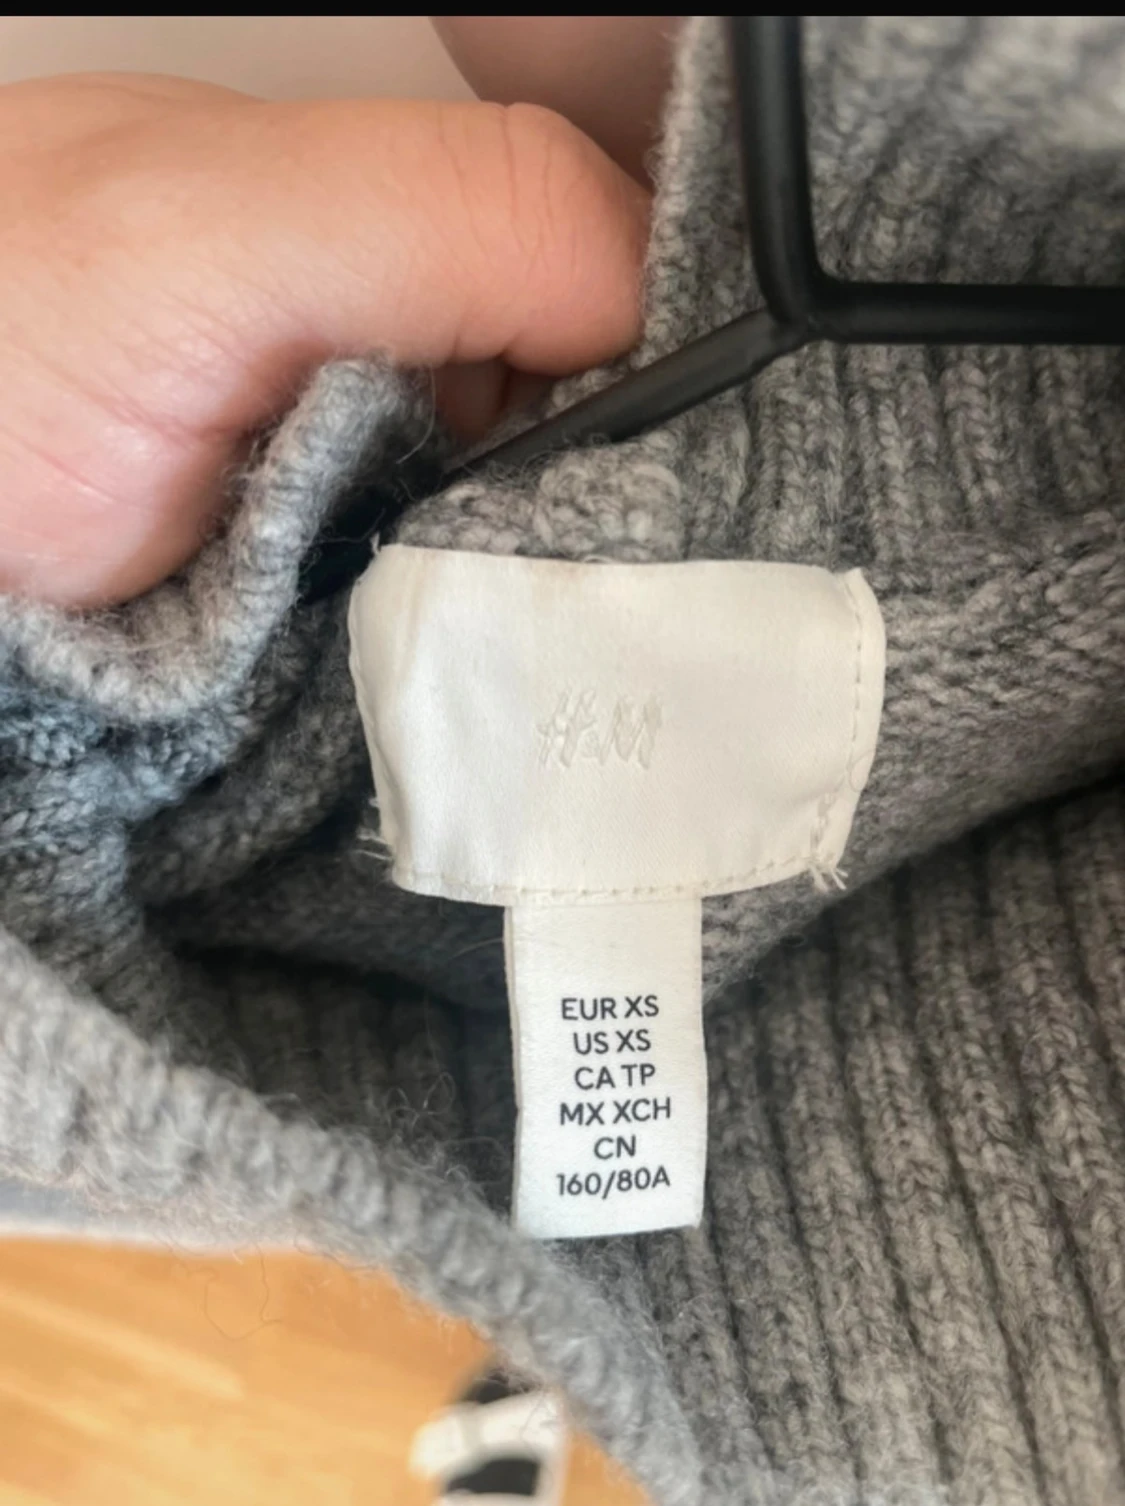 H&M
EUR XS
US XS
CA TP
MX XCH
CN
160/80A